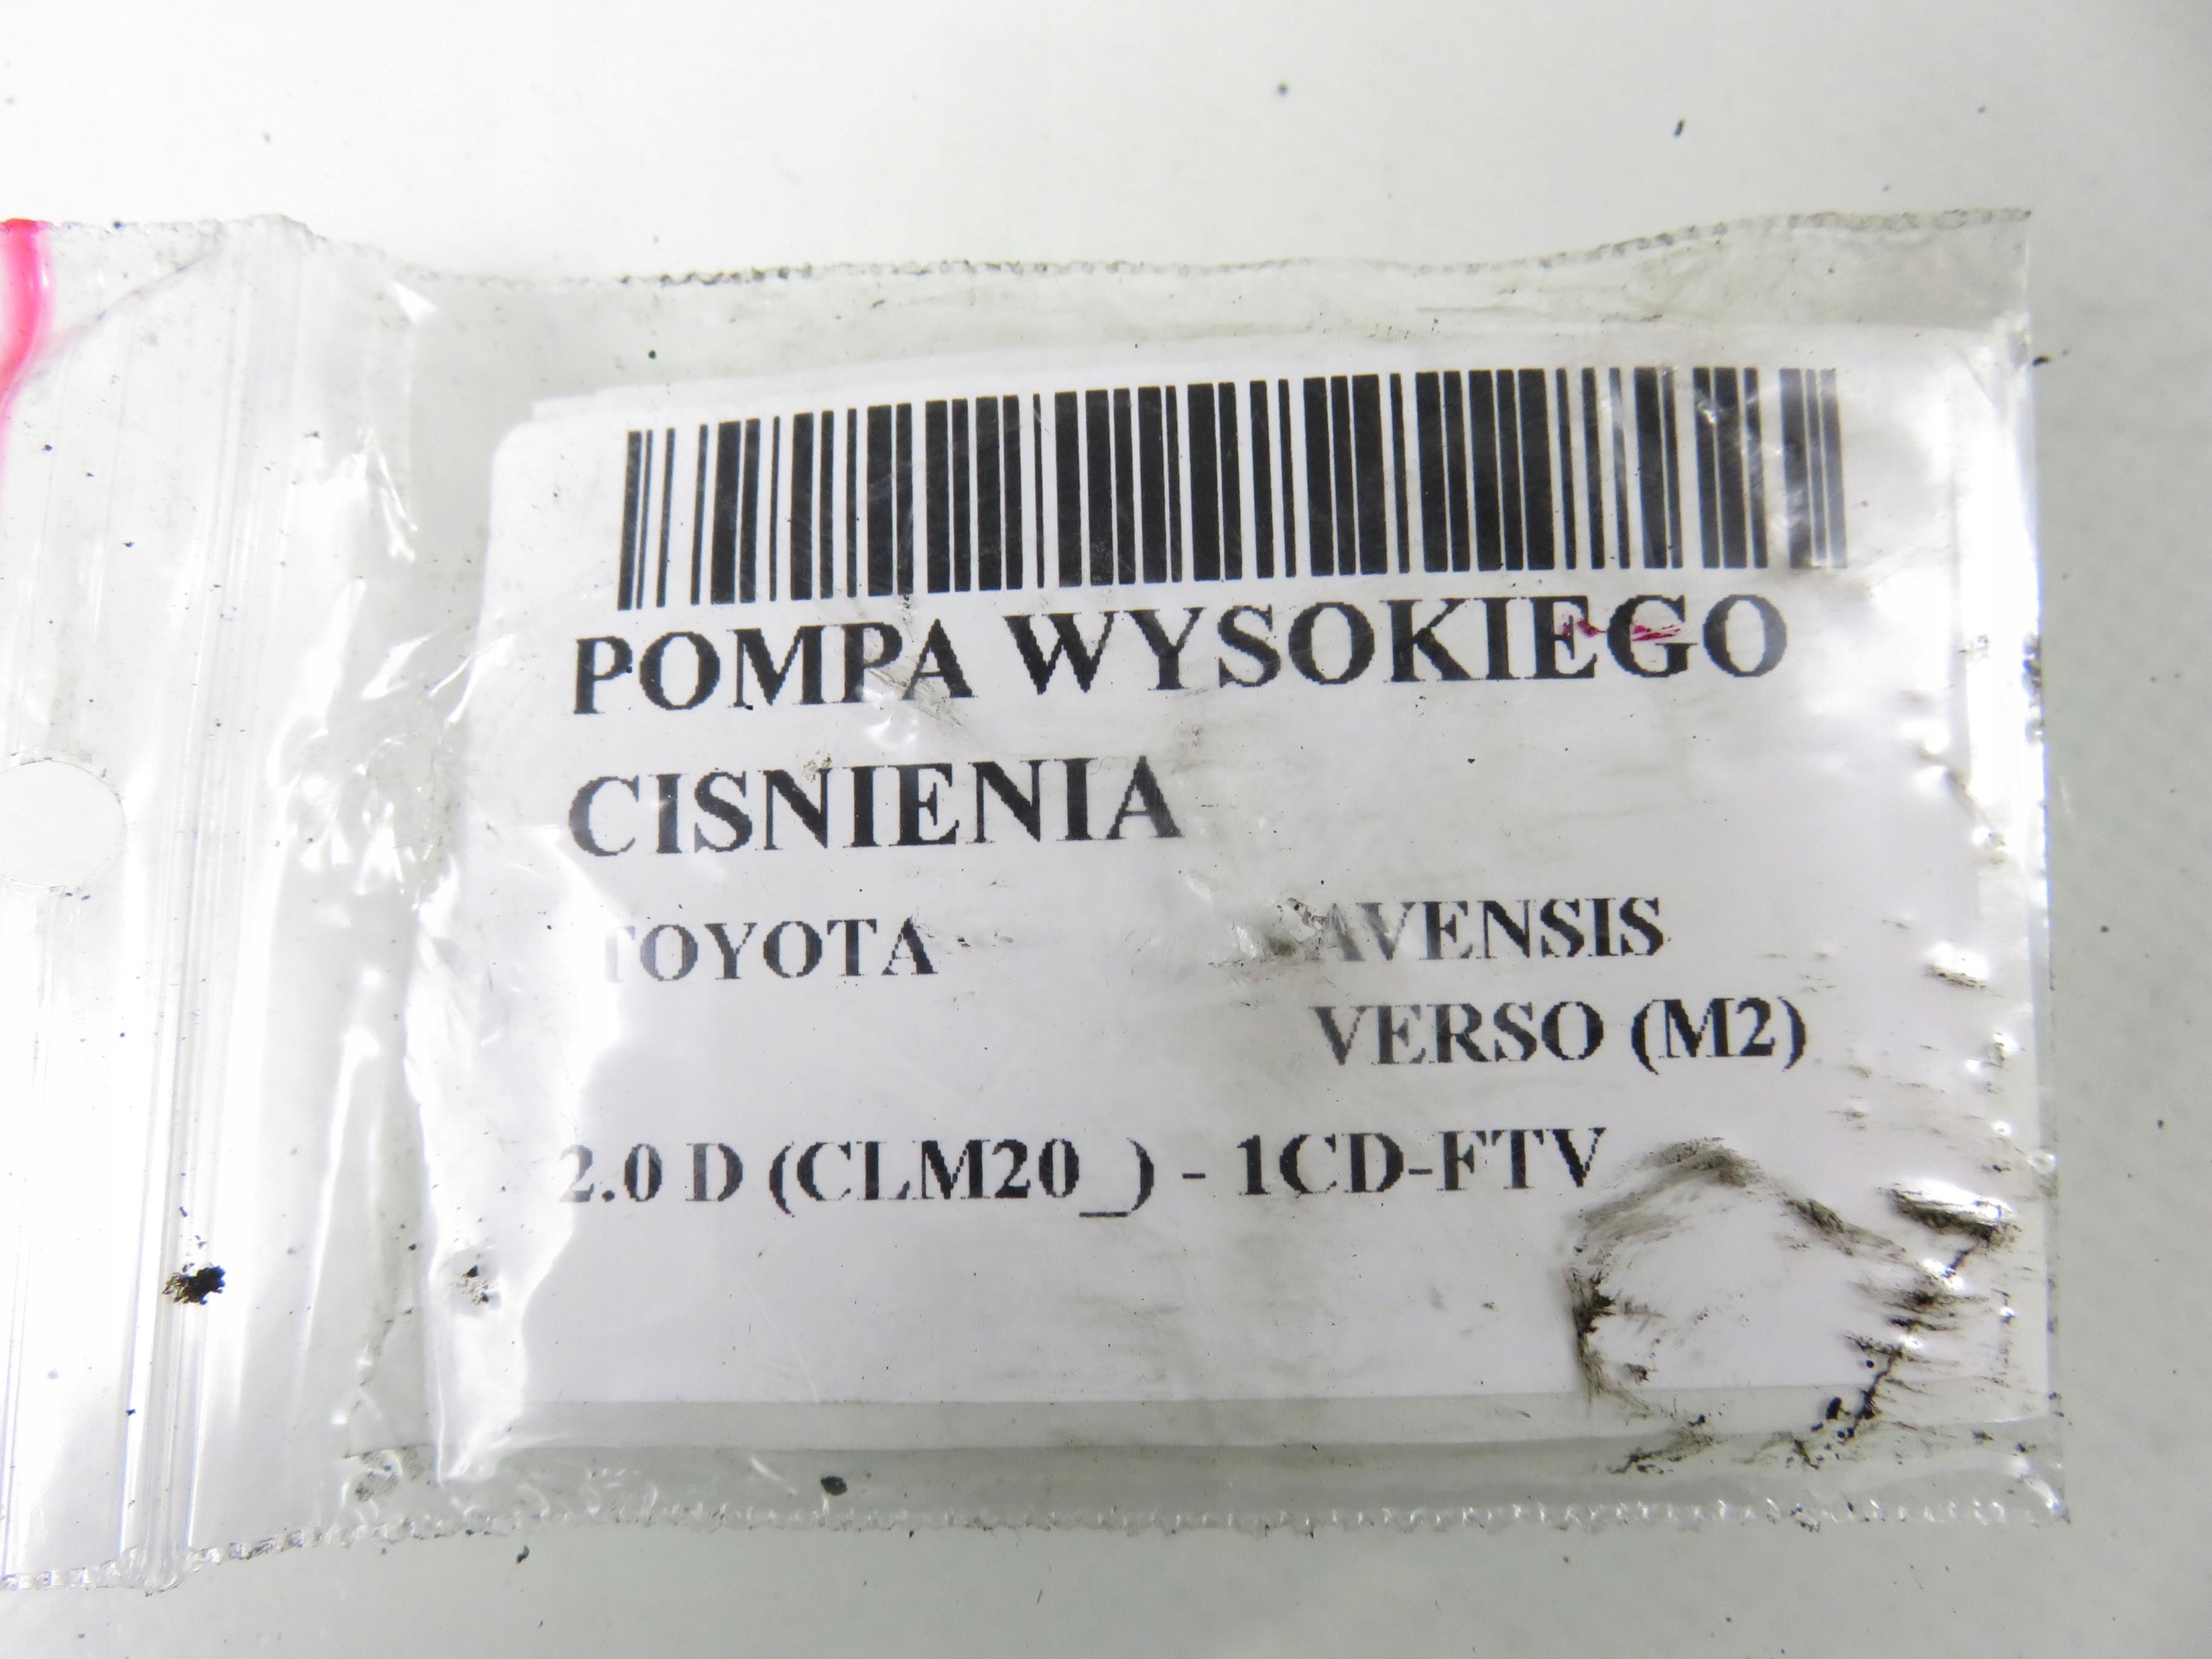 POMPA WYSOKIEGO
CISNIENIA
TOYOTA AVENSIS
VERSO (M2)
2.0 D (CLM20_) - 1CD-FTV